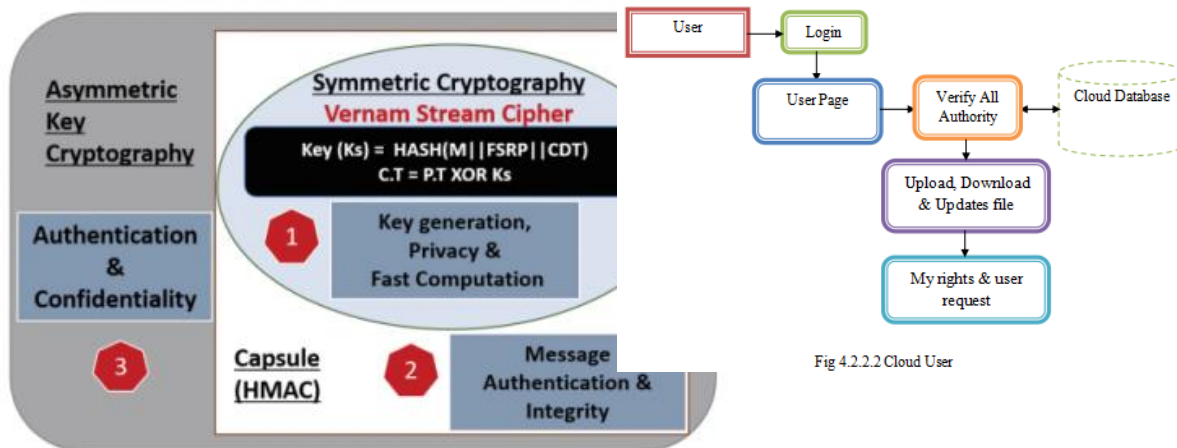 Asymmetric
Key
Cryptography
Authentication
&
Confidentiality
3
Symmetric Cryptography
Vernam Stream Cipher
Key (Ks) = HASH(M||FSRP||CDT)
C.T = P.T XOR Ks
1
Key generation,
Privacy &
Fast Computation
Capsule
(HMAC)
2
Message
Authentication &
Integrity
User
Login
User Page
Verify All
Authority
Cloud Database
Upload, Download
& Updates file
My rights & user
request
Fig 4.2.2.2 Cloud User